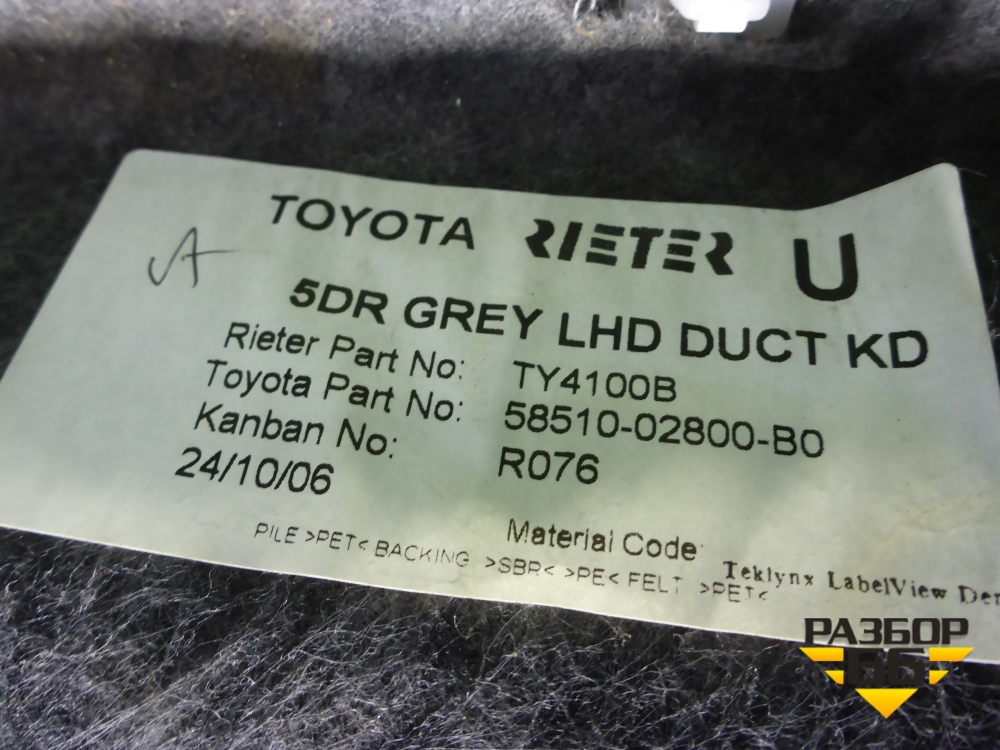 TOYOTA RIETER U
5DR GREY LHD DUCT KD
Rieter Part No: TY4100B
Toyota Part No: 58510-02800-B0
Kanban No: R076
24/10/06
Material Code:
PILE >PET< BACKING >SBR< >PE< FELT >PET<
Teklynx LabelView Der
РАЗБОР